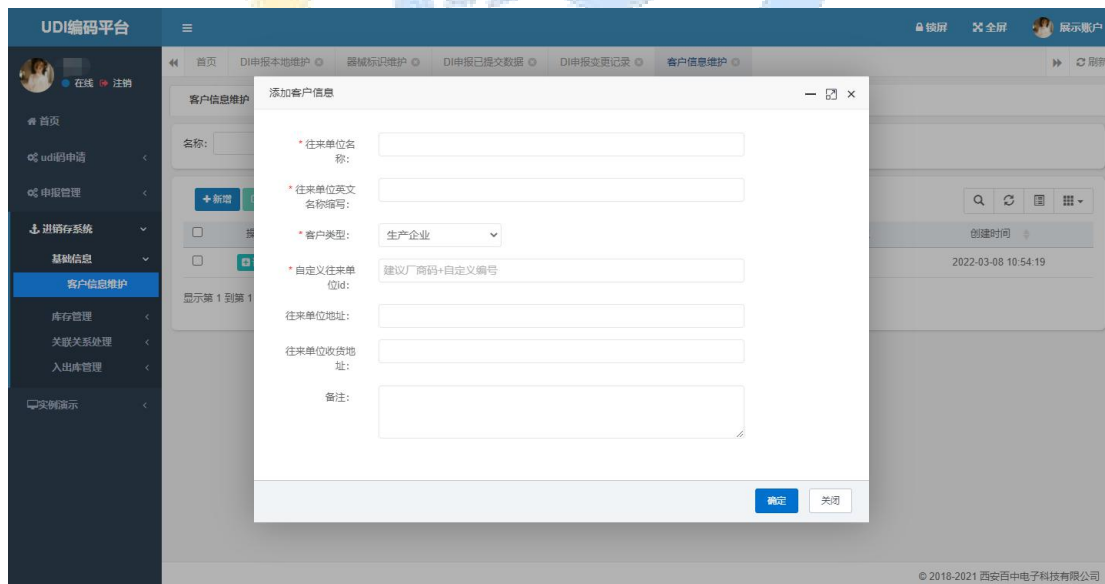 UDI编码平台
锁屏 全屏 展示账户
在线 注销
首页 DI申报本地维护 器械标识维护 DI申报已提交数据 DI申报变更记录 客户信息维护 刷新
首页
udi码申请
申报管理
进销存系统
基础信息
客户信息维护
库存管理
关联关系处理
入出库管理
实例演示
客户信息维护
名称:
新增
创建时间
2022-03-08 10:54:19
显示第 1 到第 1
添加客户信息
* 往来单位名
称:
* 往来单位英文
名称缩写:
* 客户类型: 生产企业
* 自定义往来单 建议厂商码+自定义编号
位id:
往来单位地址:
往来单位收货地
址:
备注:
确定 关闭
© 2018-2021 西安百中电子科技有限公司